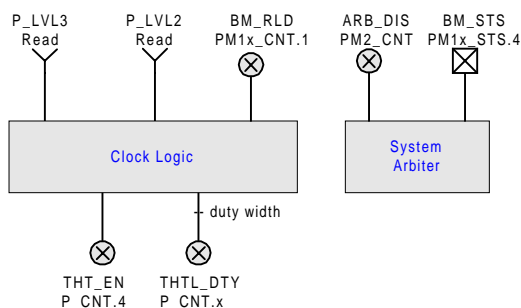 P_LVL3
Read
P_LVL2
Read
BM_RLD
PM1x_CNT.1
ARB_DIS
PM2_CNT
BM_STS
PM1x_STS.4
Clock Logic
System
Arbiter
duty width
THT_EN
P_CNT.4
THTL_DTY
P_CNT.x